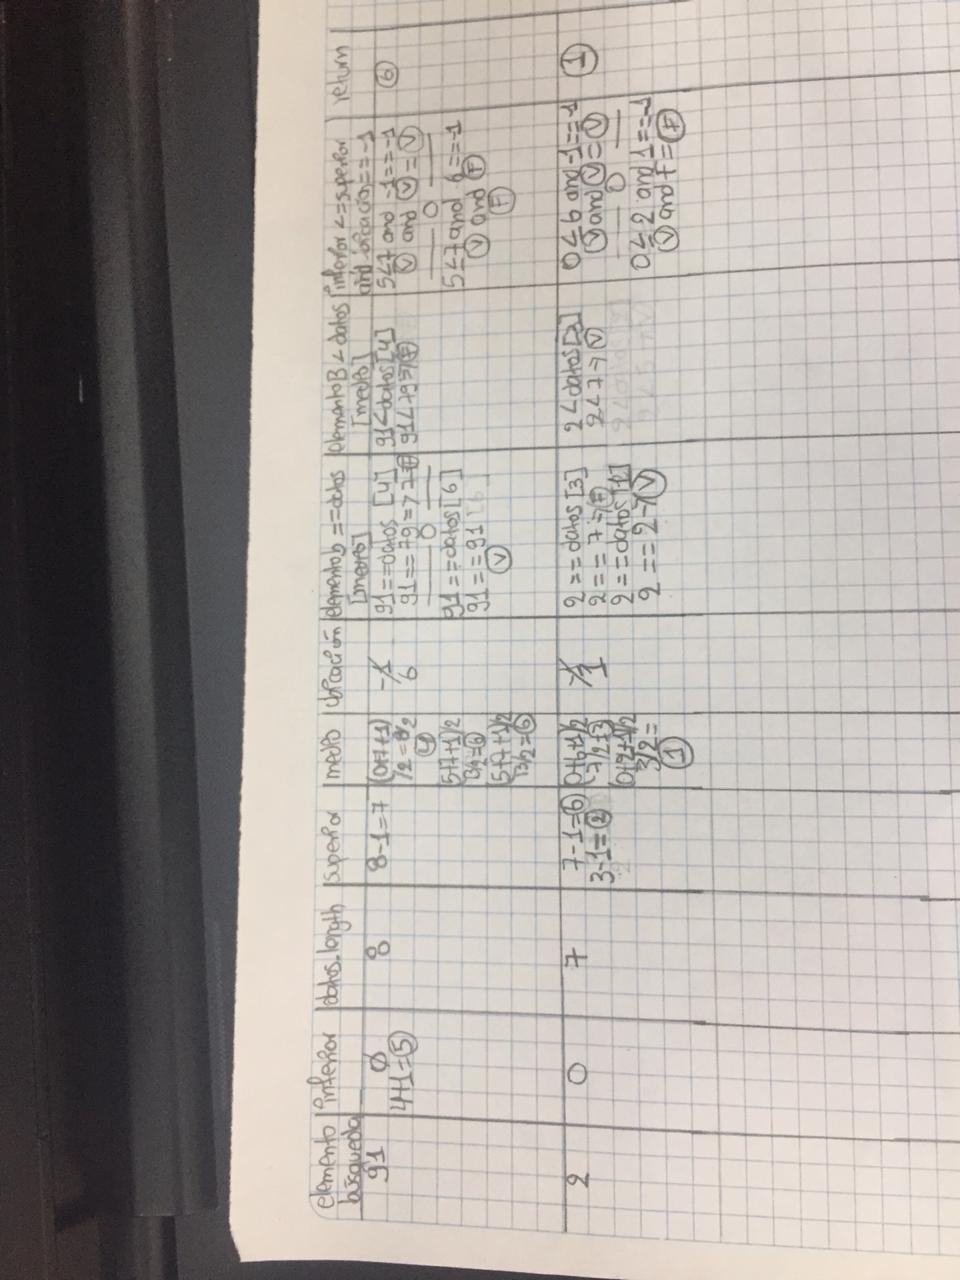 elemento búsqueda
inferior
datos.length
superior
medio
ubicación
elementob == datos
[medio]
elementoB < datos
[medio]
inferior <= superior
and ubicacion == -1
return
91
0
4+1=5
8
8-1=7
(0+7+1)
/2=8/2
4
(5+7+1/2
13/2=6
(5+7+1)/2
13/2=6
-1
6
91==datos [4]
91==79=>F
0
91==datos[6]
91==91
V
91<datos[4]
91<79=>F
5≤7 and -1==-1
V and V=V
0
5≤7 and 6==-1
V and F
F
6
2
0
7
7-1=6
3-1=2
0+6+1/2
7/2=3
(0+2+1/2
3/2=
1
-1
1
2==datos [3]
2==7→F
2==datos[1]
2==2→V
2<datos[3]
2<7→V
0≤6 and -1==-1
V and V=V
0
0≤2 and 1==-1
V and F=F
1